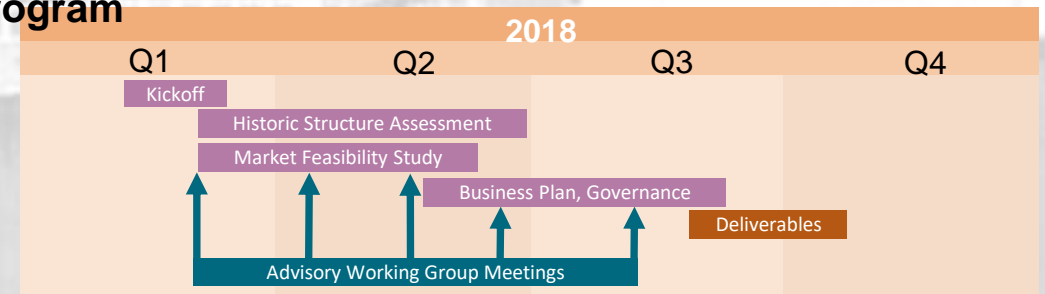 rogram
2018
Q1 Q2 Q3 Q4
Kickoff
Historic Structure Assessment
Market Feasibility Study
Business Plan, Governance
Deliverables
Advisory Working Group Meetings